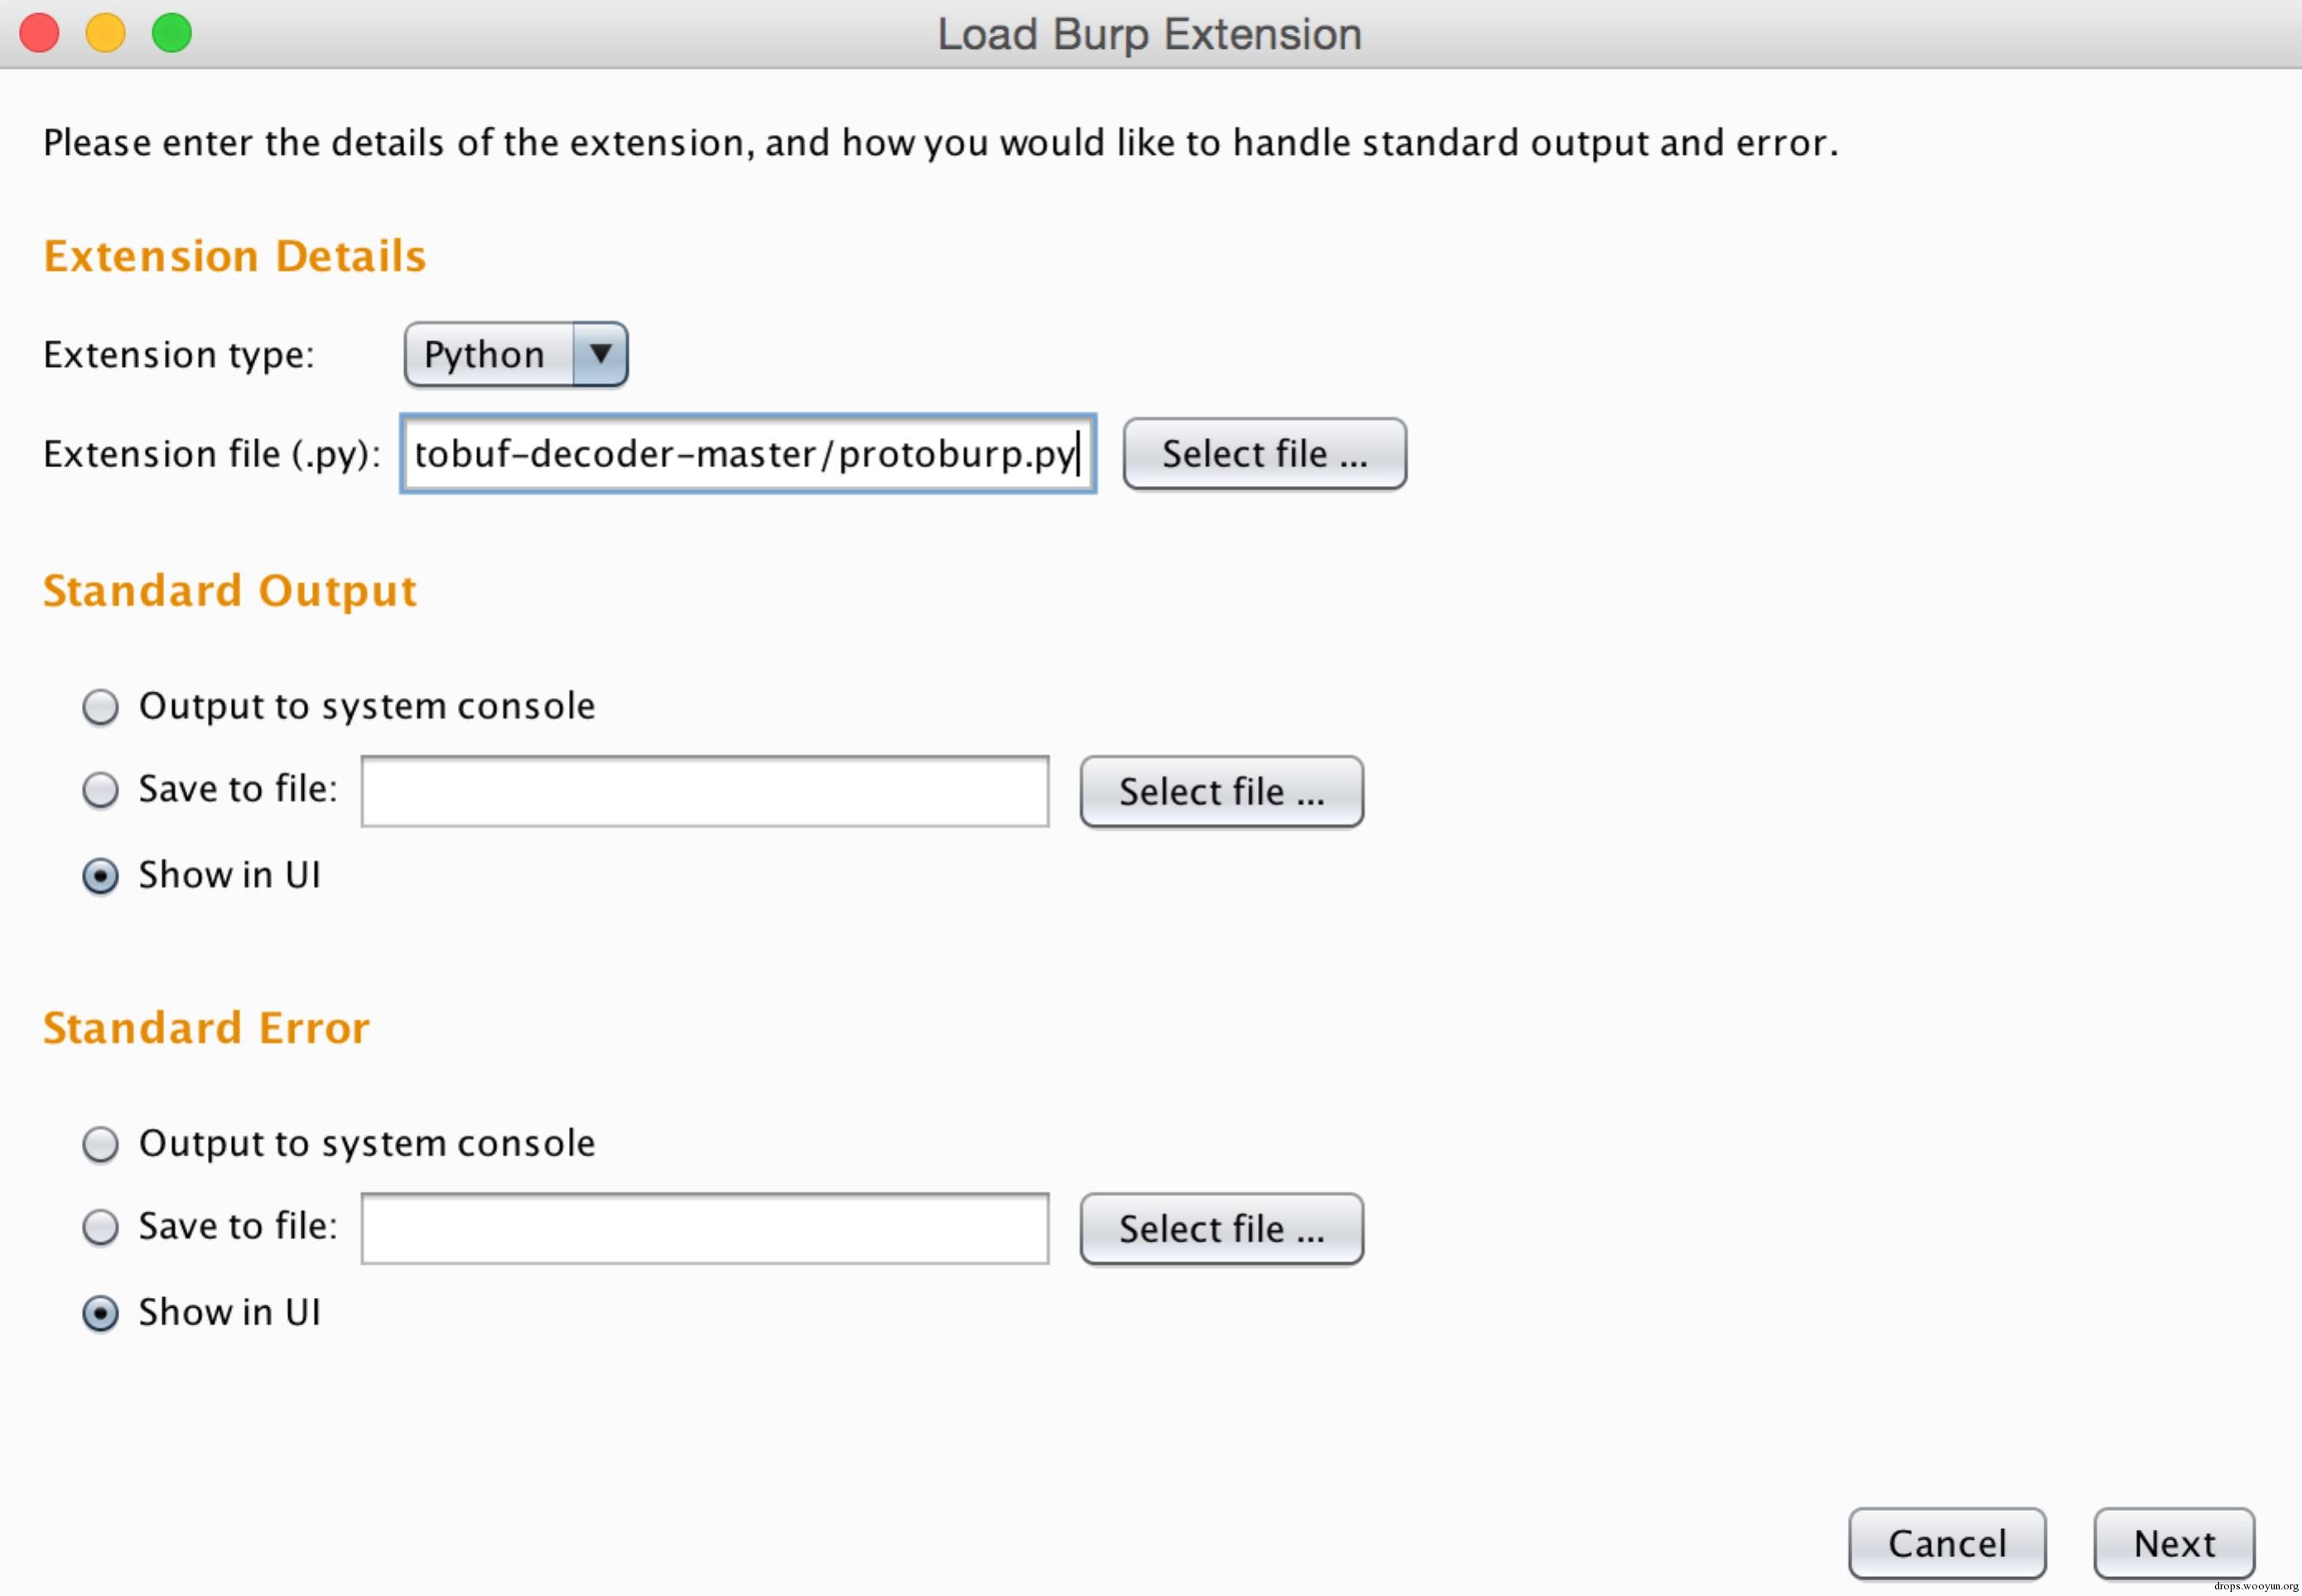 Load Burp Extension
Please enter the details of the extension, and how you would like to handle standard output and error.
Extension Details
Extension type: Python
Extension file (.py): tobuf-decoder-master/protoburp.py Select file ...
Standard Output
Output to system console
Save to file: Select file ...
Show in UI
Standard Error
Output to system console
Save to file: Select file ...
Show in UI
Cancel Next
drops.wooyun.org